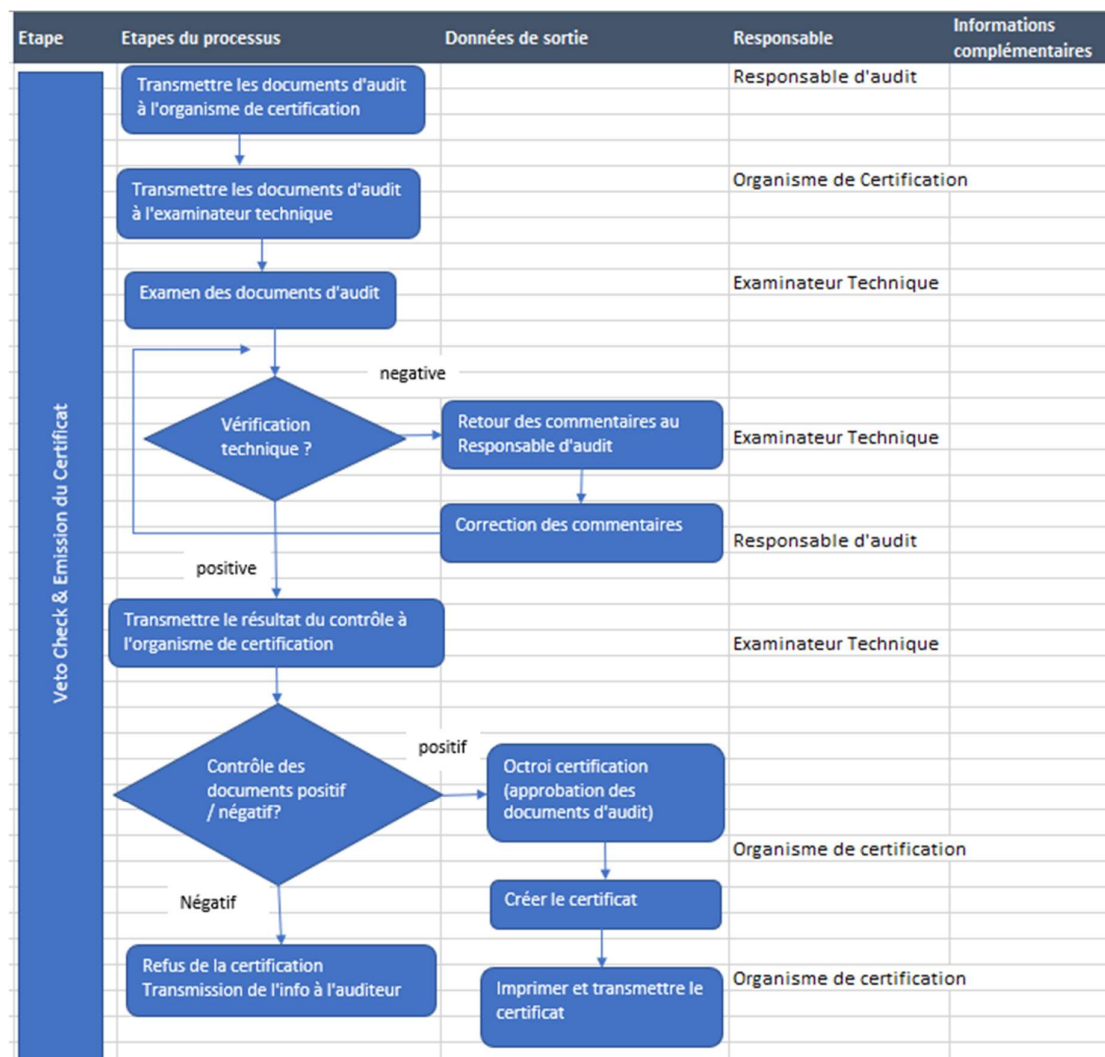 Etape
Etapes du processus
Données de sortie
Responsable
Informations
complémentaires
Veto Check & Emission du Certificat
Transmettre les documents d'audit
à l'organisme de certification
Responsable d'audit
Transmettre les documents d'audit
à l'examinateur technique
Organisme de Certification
Examen des documents d'audit
Examinateur Technique
negative
Vérification
technique ?
Retour des commentaires au
Responsable d'audit
Examinateur Technique
Correction des commentaires
Responsable d'audit
positive
Transmettre le résultat du contrôle à
l'organisme de certification
Examinateur Technique
positif
Contrôle des
documents positif
/ négatif?
Octroi certification
(approbation des
documents d'audit)
Organisme de certification
Négatif
Créer le certificat
Refus de la certification
Transmission de l'info à l'auditeur
Imprimer et transmettre le
certificat
Organisme de certification